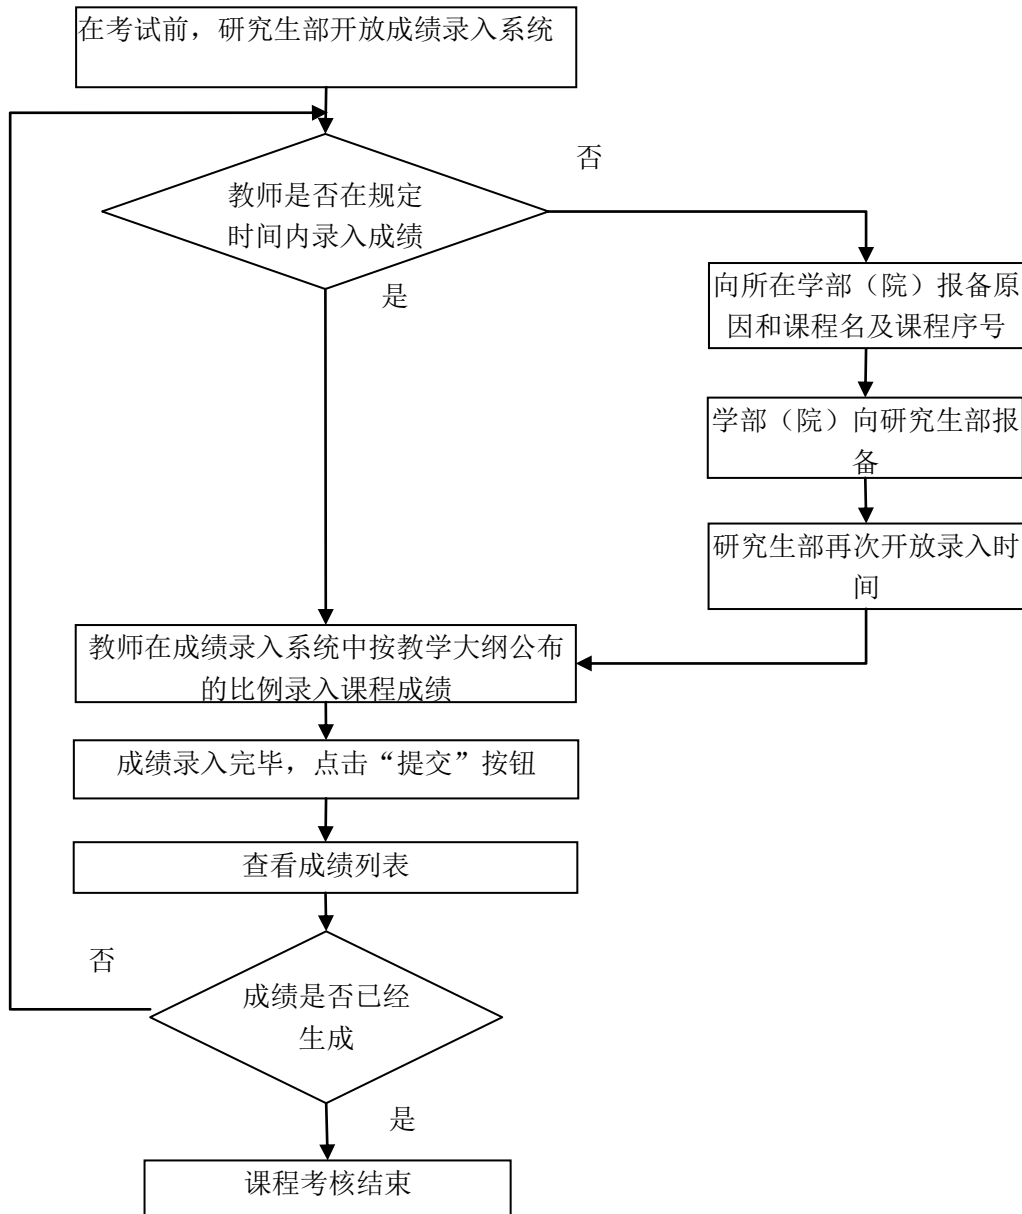 在考试前，研究生部开放成绩录入系统
否
教师是否在规定
时间内录入成绩
是
向所在学部（院）报备原
因和课程名及课程序号
学部（院）向研究生部报
备
研究生部再次开放录入时
间
教师在成绩录入系统中按教学大纲公布
的比例录入课程成绩
成绩录入完毕，点击“提交”按钮
查看成绩列表
否
成绩是否已经
生成
是
课程考核结束